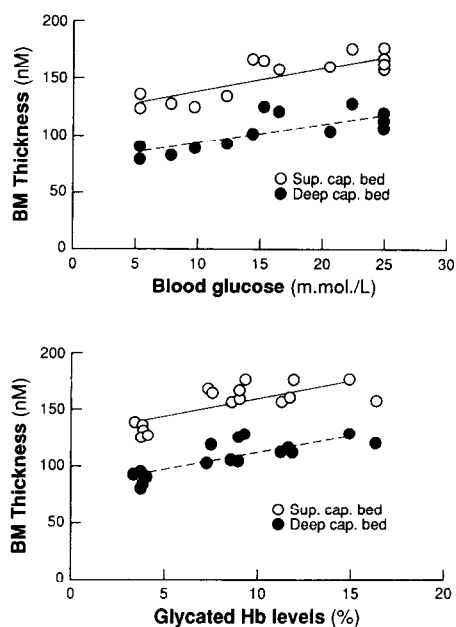 200
150
100
50
0
BM Thickness (nM)
Sup. cap. bed
Deep cap. bed
0 5 10 15 20 25 30
Blood glucose (m.mol./L)
200
150
100
50
0
BM Thickness (nM)
Sup. cap. bed
Deep cap. bed
0 5 10 15 20
Glycated Hb levels (%)